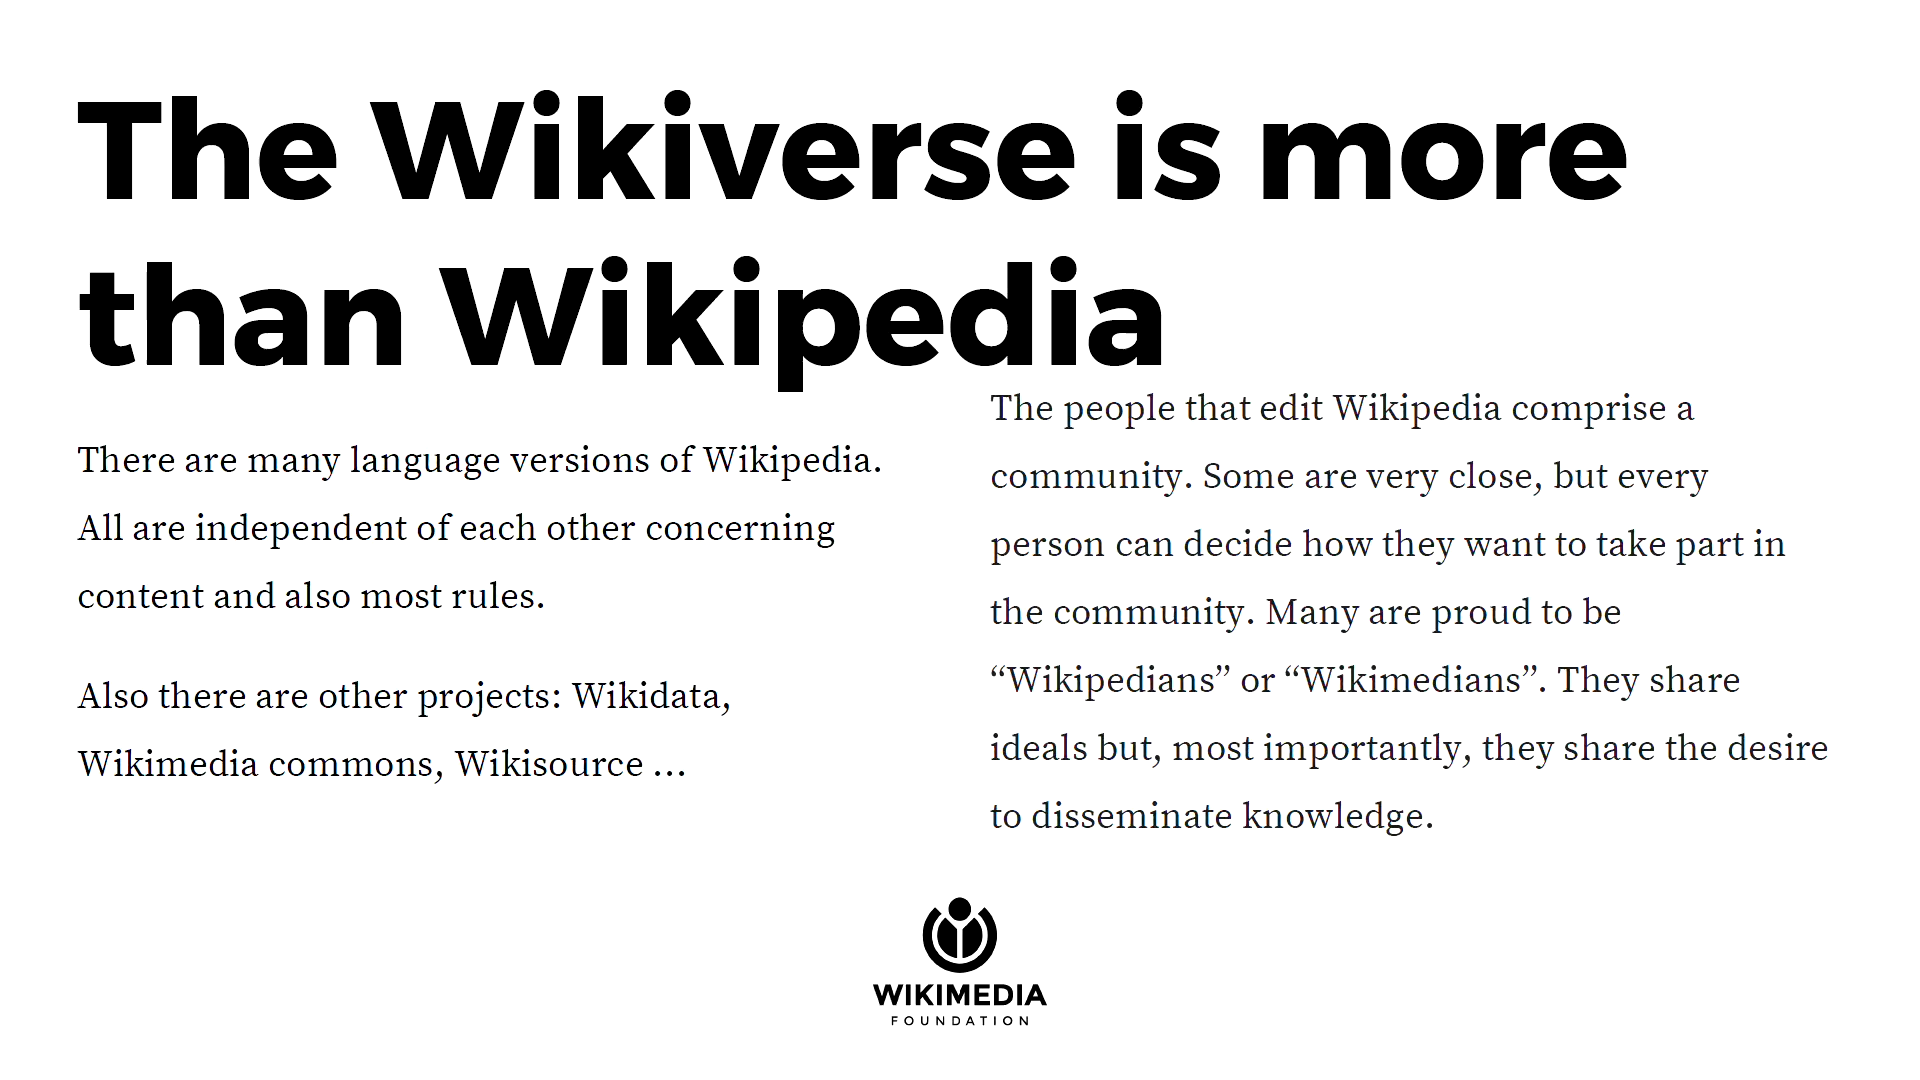 The Wikiverse is more
than Wikipedia
There are many language versions of Wikipedia.
All are independent of each other concerning
content and also most rules.
Also there are other projects: Wikidata,
Wikimedia commons, Wikisource …
The people that edit Wikipedia comprise a
community. Some are very close, but every
person can decide how they want to take part in
the community. Many are proud to be
“Wikipedians” or “Wikimedians”. They share
ideals but, most importantly, they share the desire
to disseminate knowledge.
WIKIMEDIA
FOUNDATION